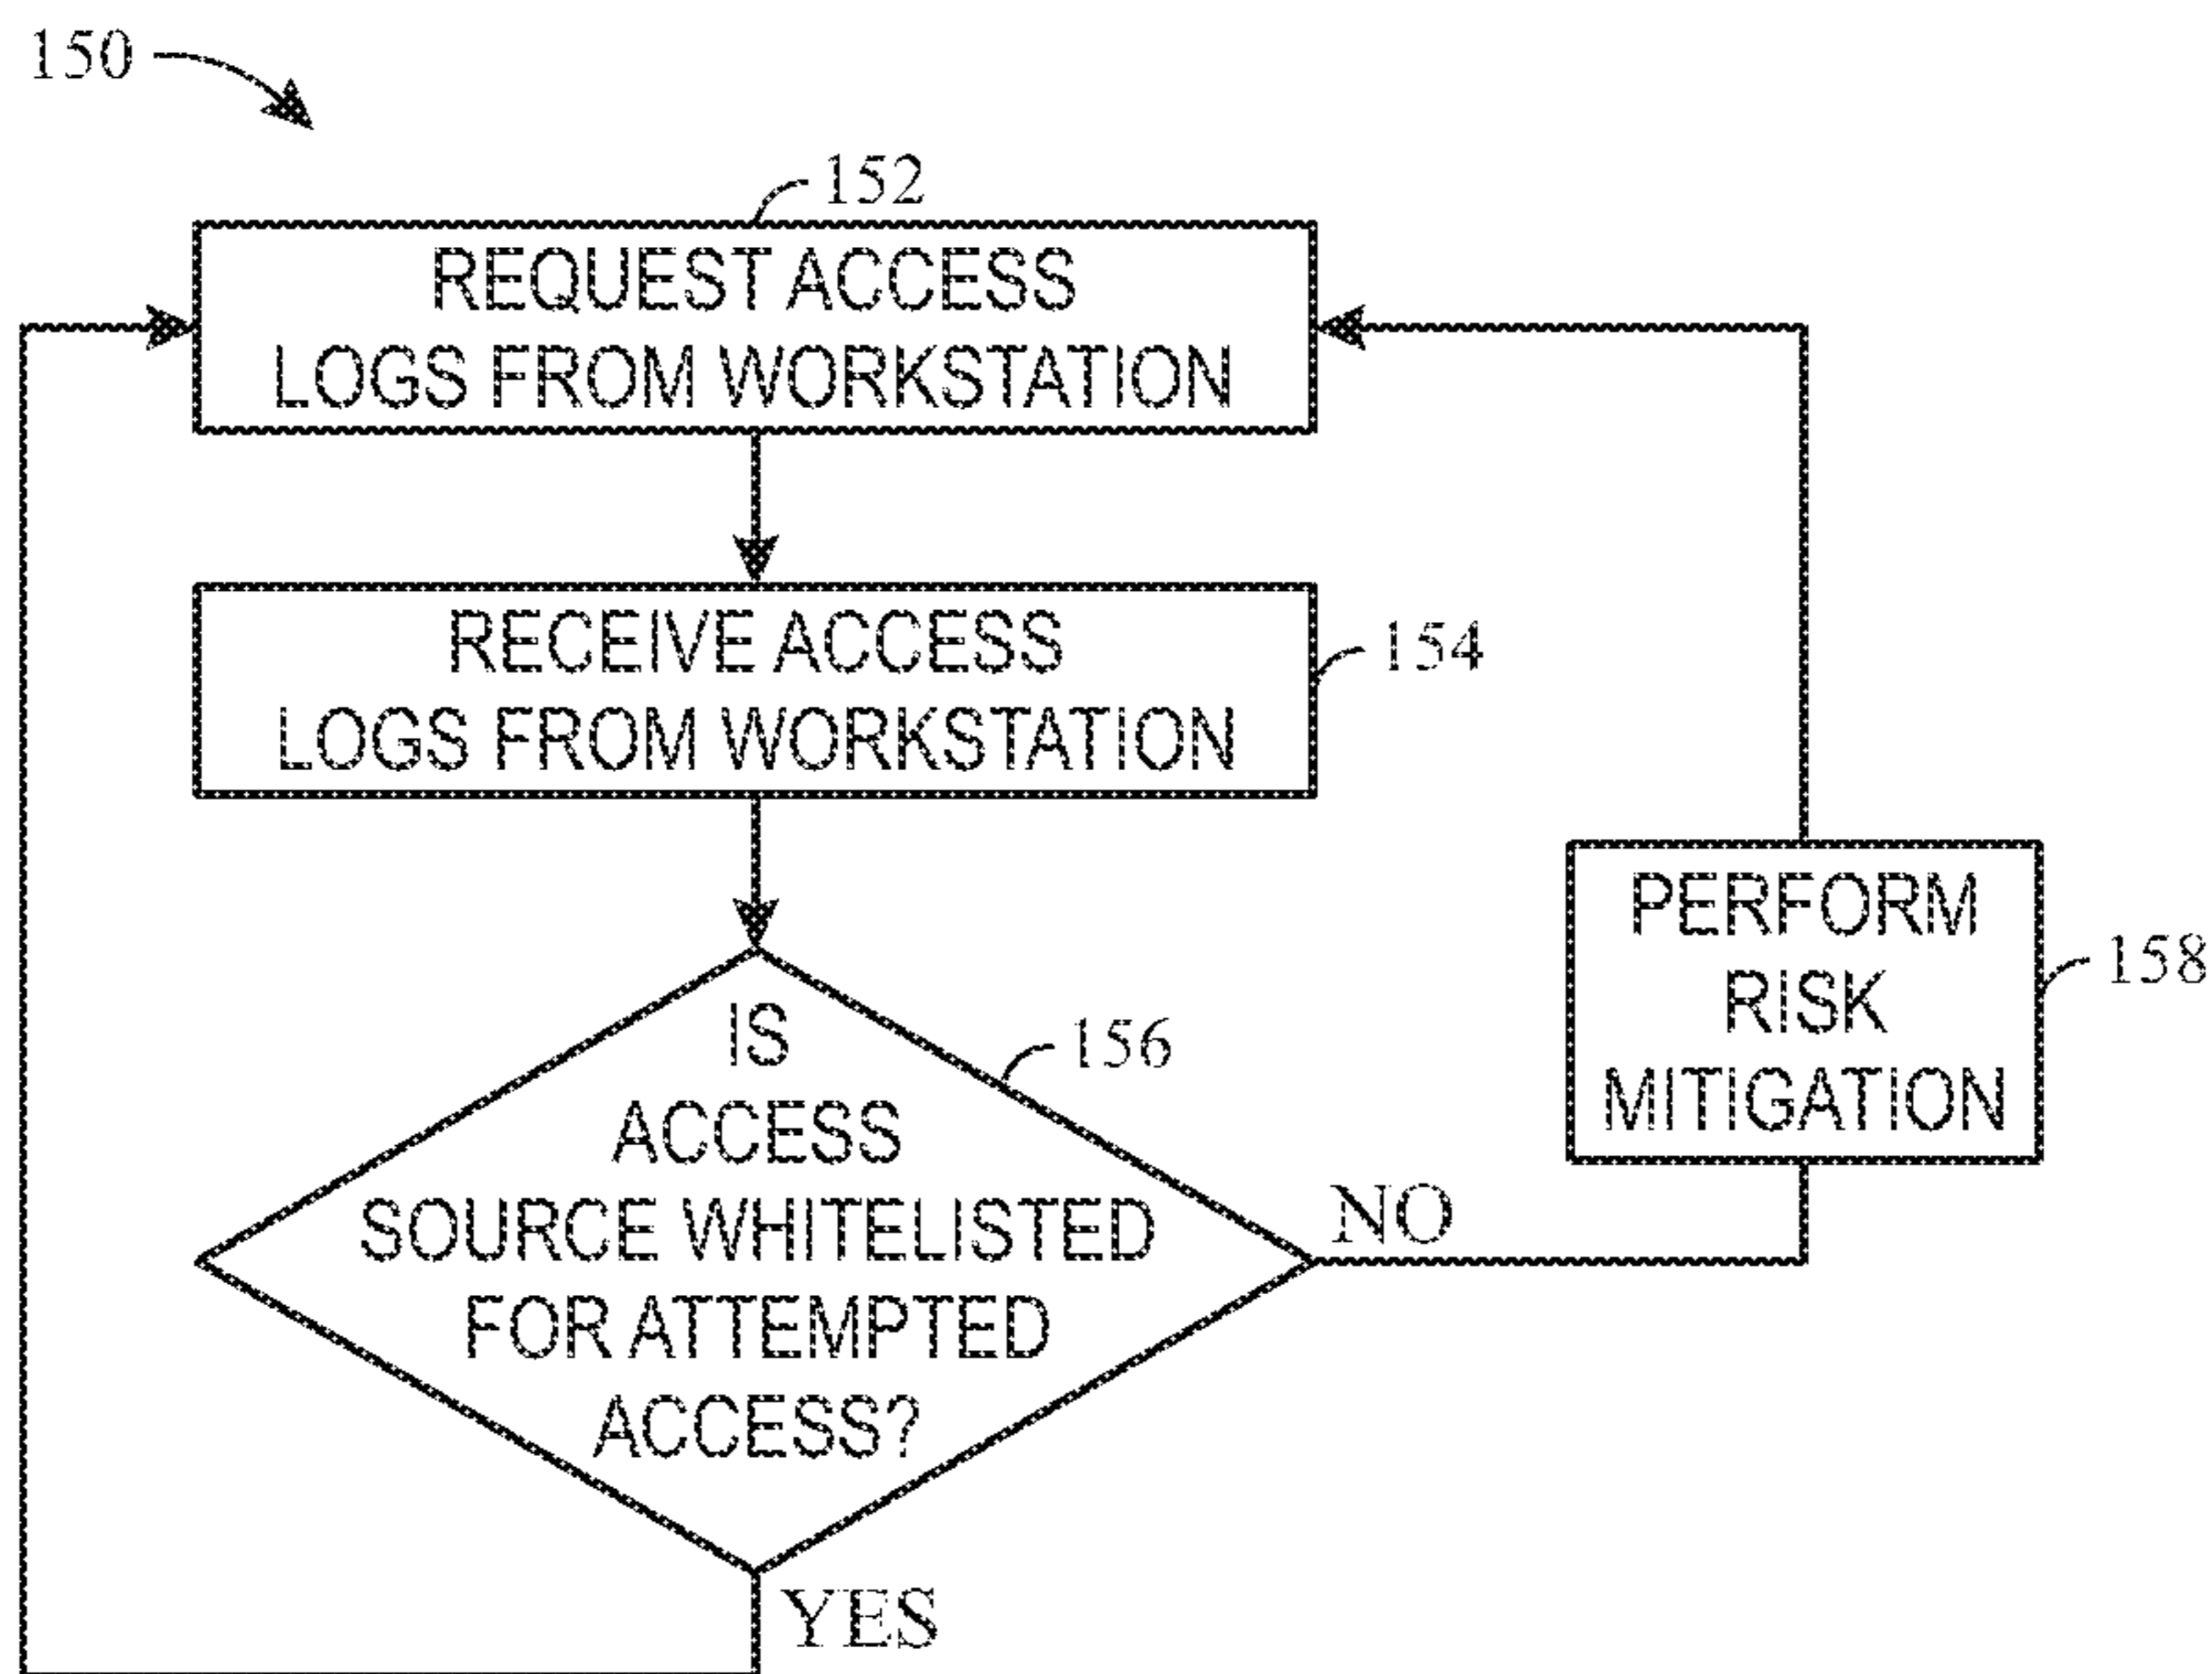 150
152
REQUEST ACCESS
LOGS FROM WORKSTATION
RECEIVE ACCESS
LOGS FROM WORKSTATION
154
IS
ACCESS
SOURCE WHITELISTED
FOR ATTEMPTED
ACCESS?
156
NO
YES
PERFORM
RISK
MITIGATION
158